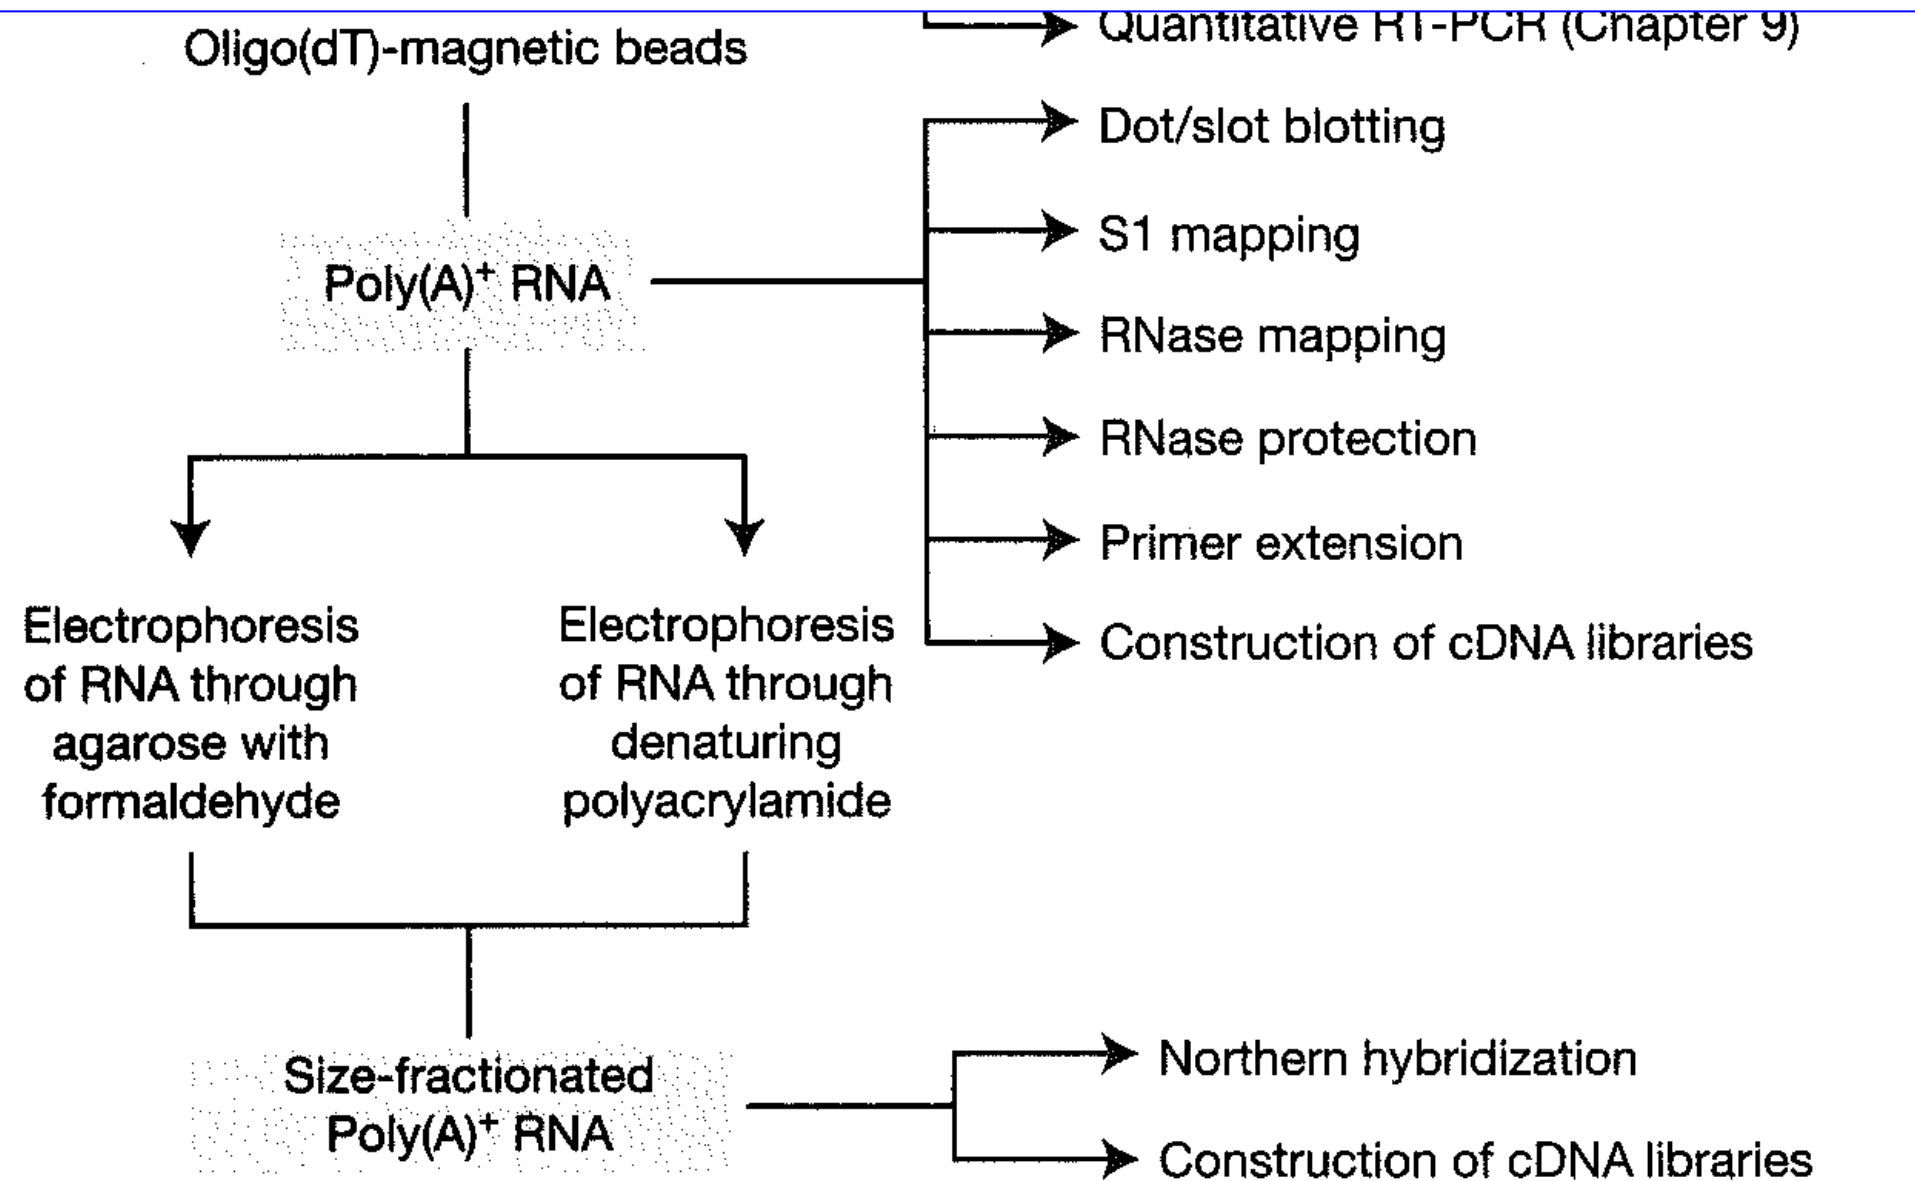 Quantitative RT-PCR (Chapter 9)
Oligo(dT)-magnetic beads
Dot/slot blotting
S1 mapping
Poly(A)+ RNA
RNase mapping
RNase protection
Primer extension
Construction of cDNA libraries
Electrophoresis
of RNA through
agarose with
formaldehyde
Electrophoresis
of RNA through
denaturing
polyacrylamide
Size-fractionated
Poly(A)+ RNA
Northern hybridization
Construction of cDNA libraries